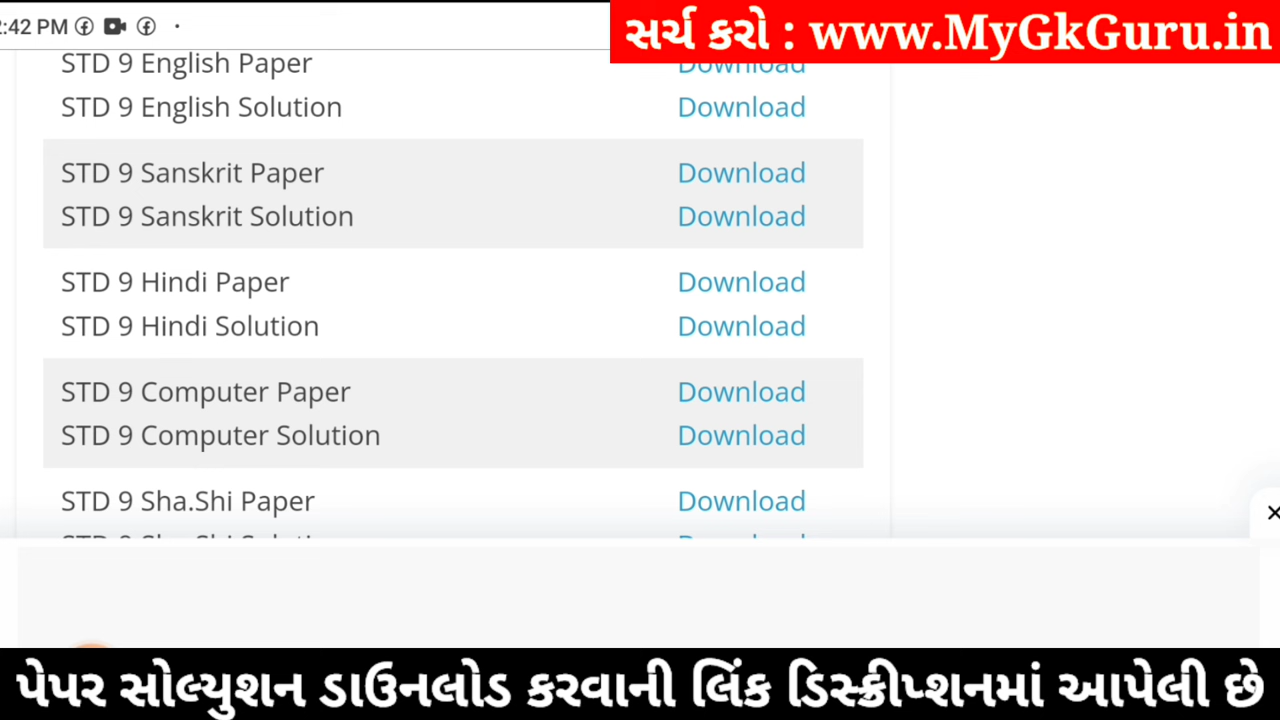 :42 PM
સર્ચ કરો : www.MyGkGuru.in
STD 9 English Paper Download
STD 9 English Solution Download
STD 9 Sanskrit Paper Download
STD 9 Sanskrit Solution Download
STD 9 Hindi Paper Download
STD 9 Hindi Solution Download
STD 9 Computer Paper Download
STD 9 Computer Solution Download
STD 9 Sha.Shi Paper Download
પેપર સોલ્યુશન ડાઉનલોડ કરવાની લિંક ડિસ્ક્રીપ્શનમાં આપેલી છે